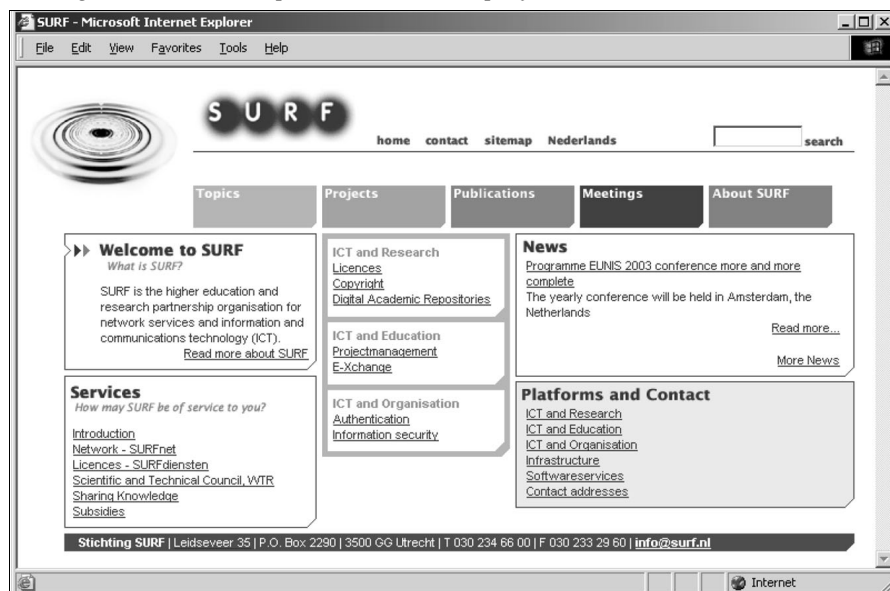 SURF - Microsoft Internet Explorer
File Edit View Favorites Tools Help
SURF
home contact sitemap Nederlands
search
Topics Projects Publications Meetings About SURF
Welcome to SURF
What is SURF?
SURF is the higher education and
research partnership organisation for
network services and information and
communications technology (ICT).
Read more about SURF
Services
How may SURF be of service to you?
Introduction
Network - SURFnet
Licences - SURFdiensten
Scientific and Technical Council, WTR
Sharing Knowledge
Subsidies
ICT and Research
Licences
Copyright
Digital Academic Repositories
ICT and Education
Projectmanagement
E-Xchange
ICT and Organisation
Authentication
Information security
News
Programme EUNIS 2003 conference more and more
complete
The yearly conference will be held in Amsterdam, the
Netherlands
Read more...
More News
Platforms and Contact
ICT and Research
ICT and Education
ICT and Organisation
Infrastructure
Softwareservices
Contact addresses
Stichting SURF | Leidseveer 35 | P.O. Box 2290 | 3500 GG Utrecht | T 030 234 66 00 | F 030 233 29 60 | info@surf.nl
Internet